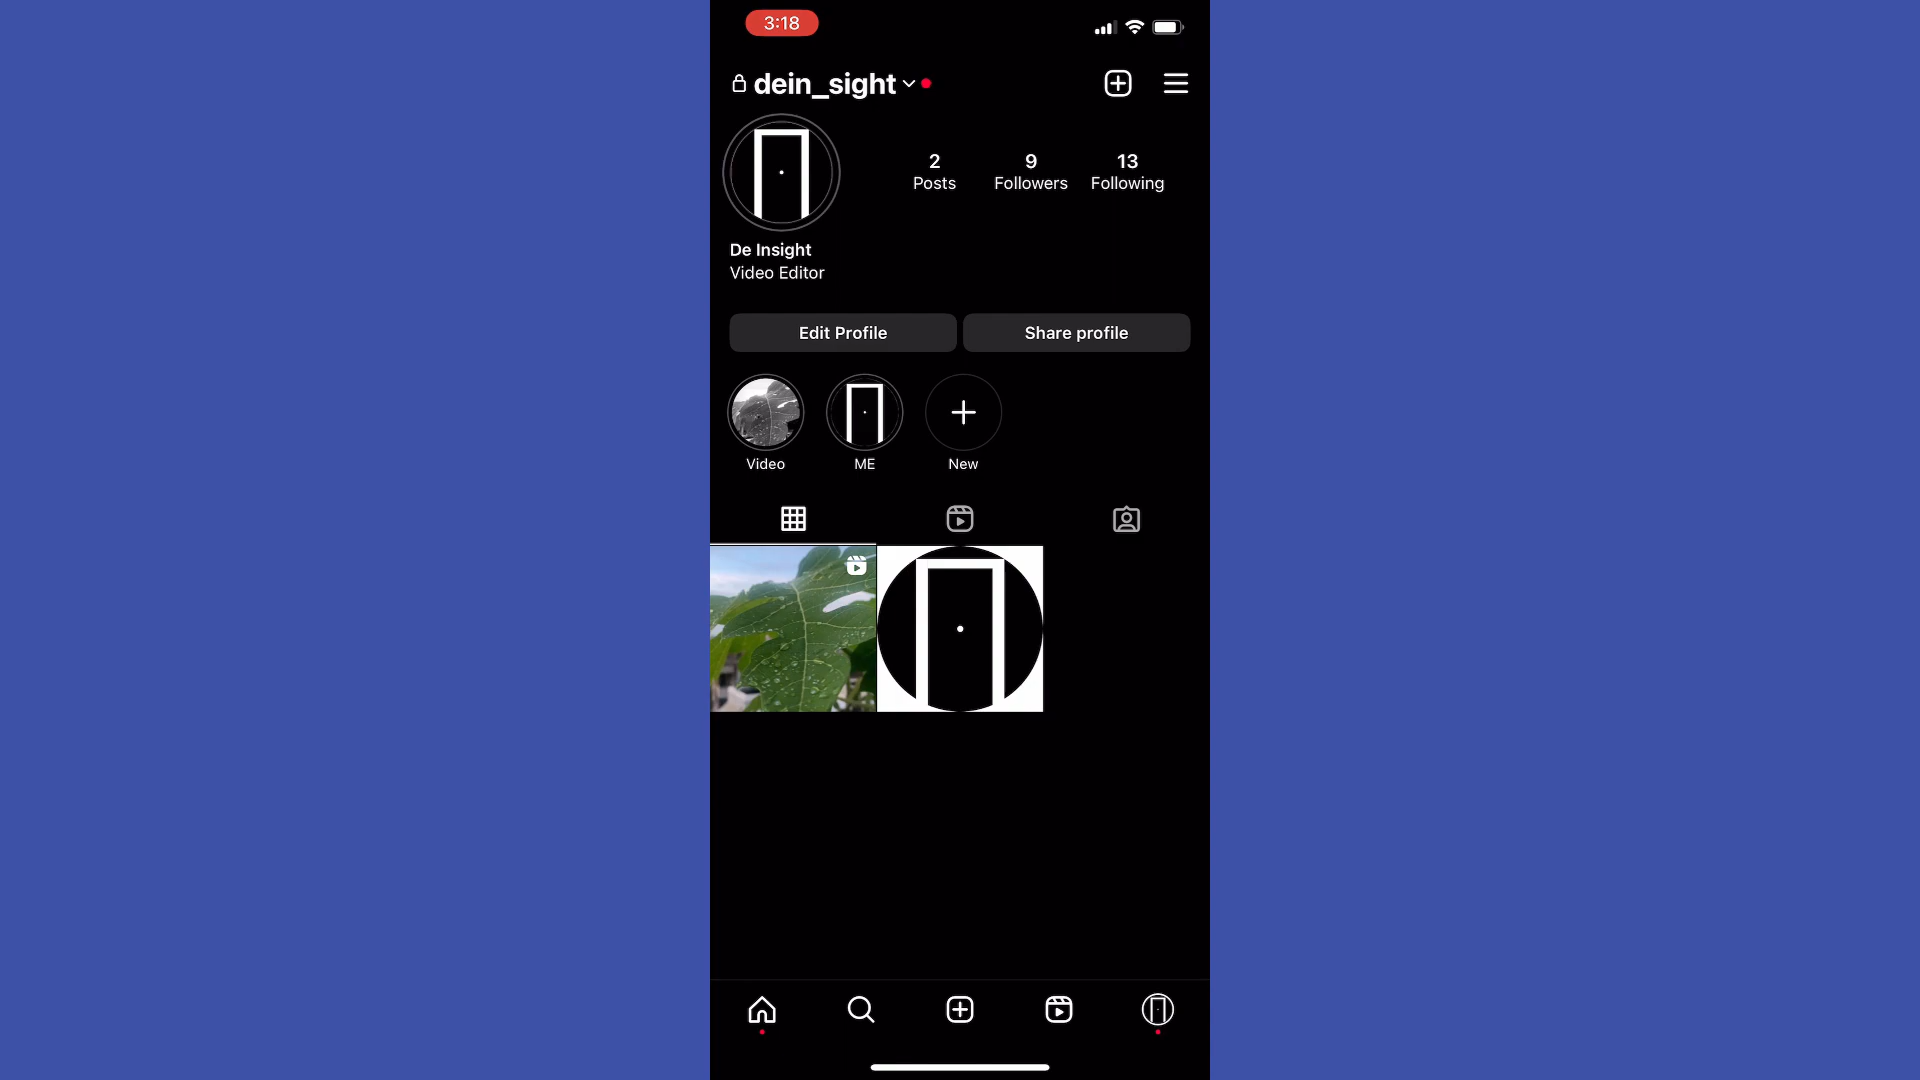 3:18
dein_sight
2 9 13
Posts Followers Following
De Insight
Video Editor
Edit Profile Share profile
Video ME New